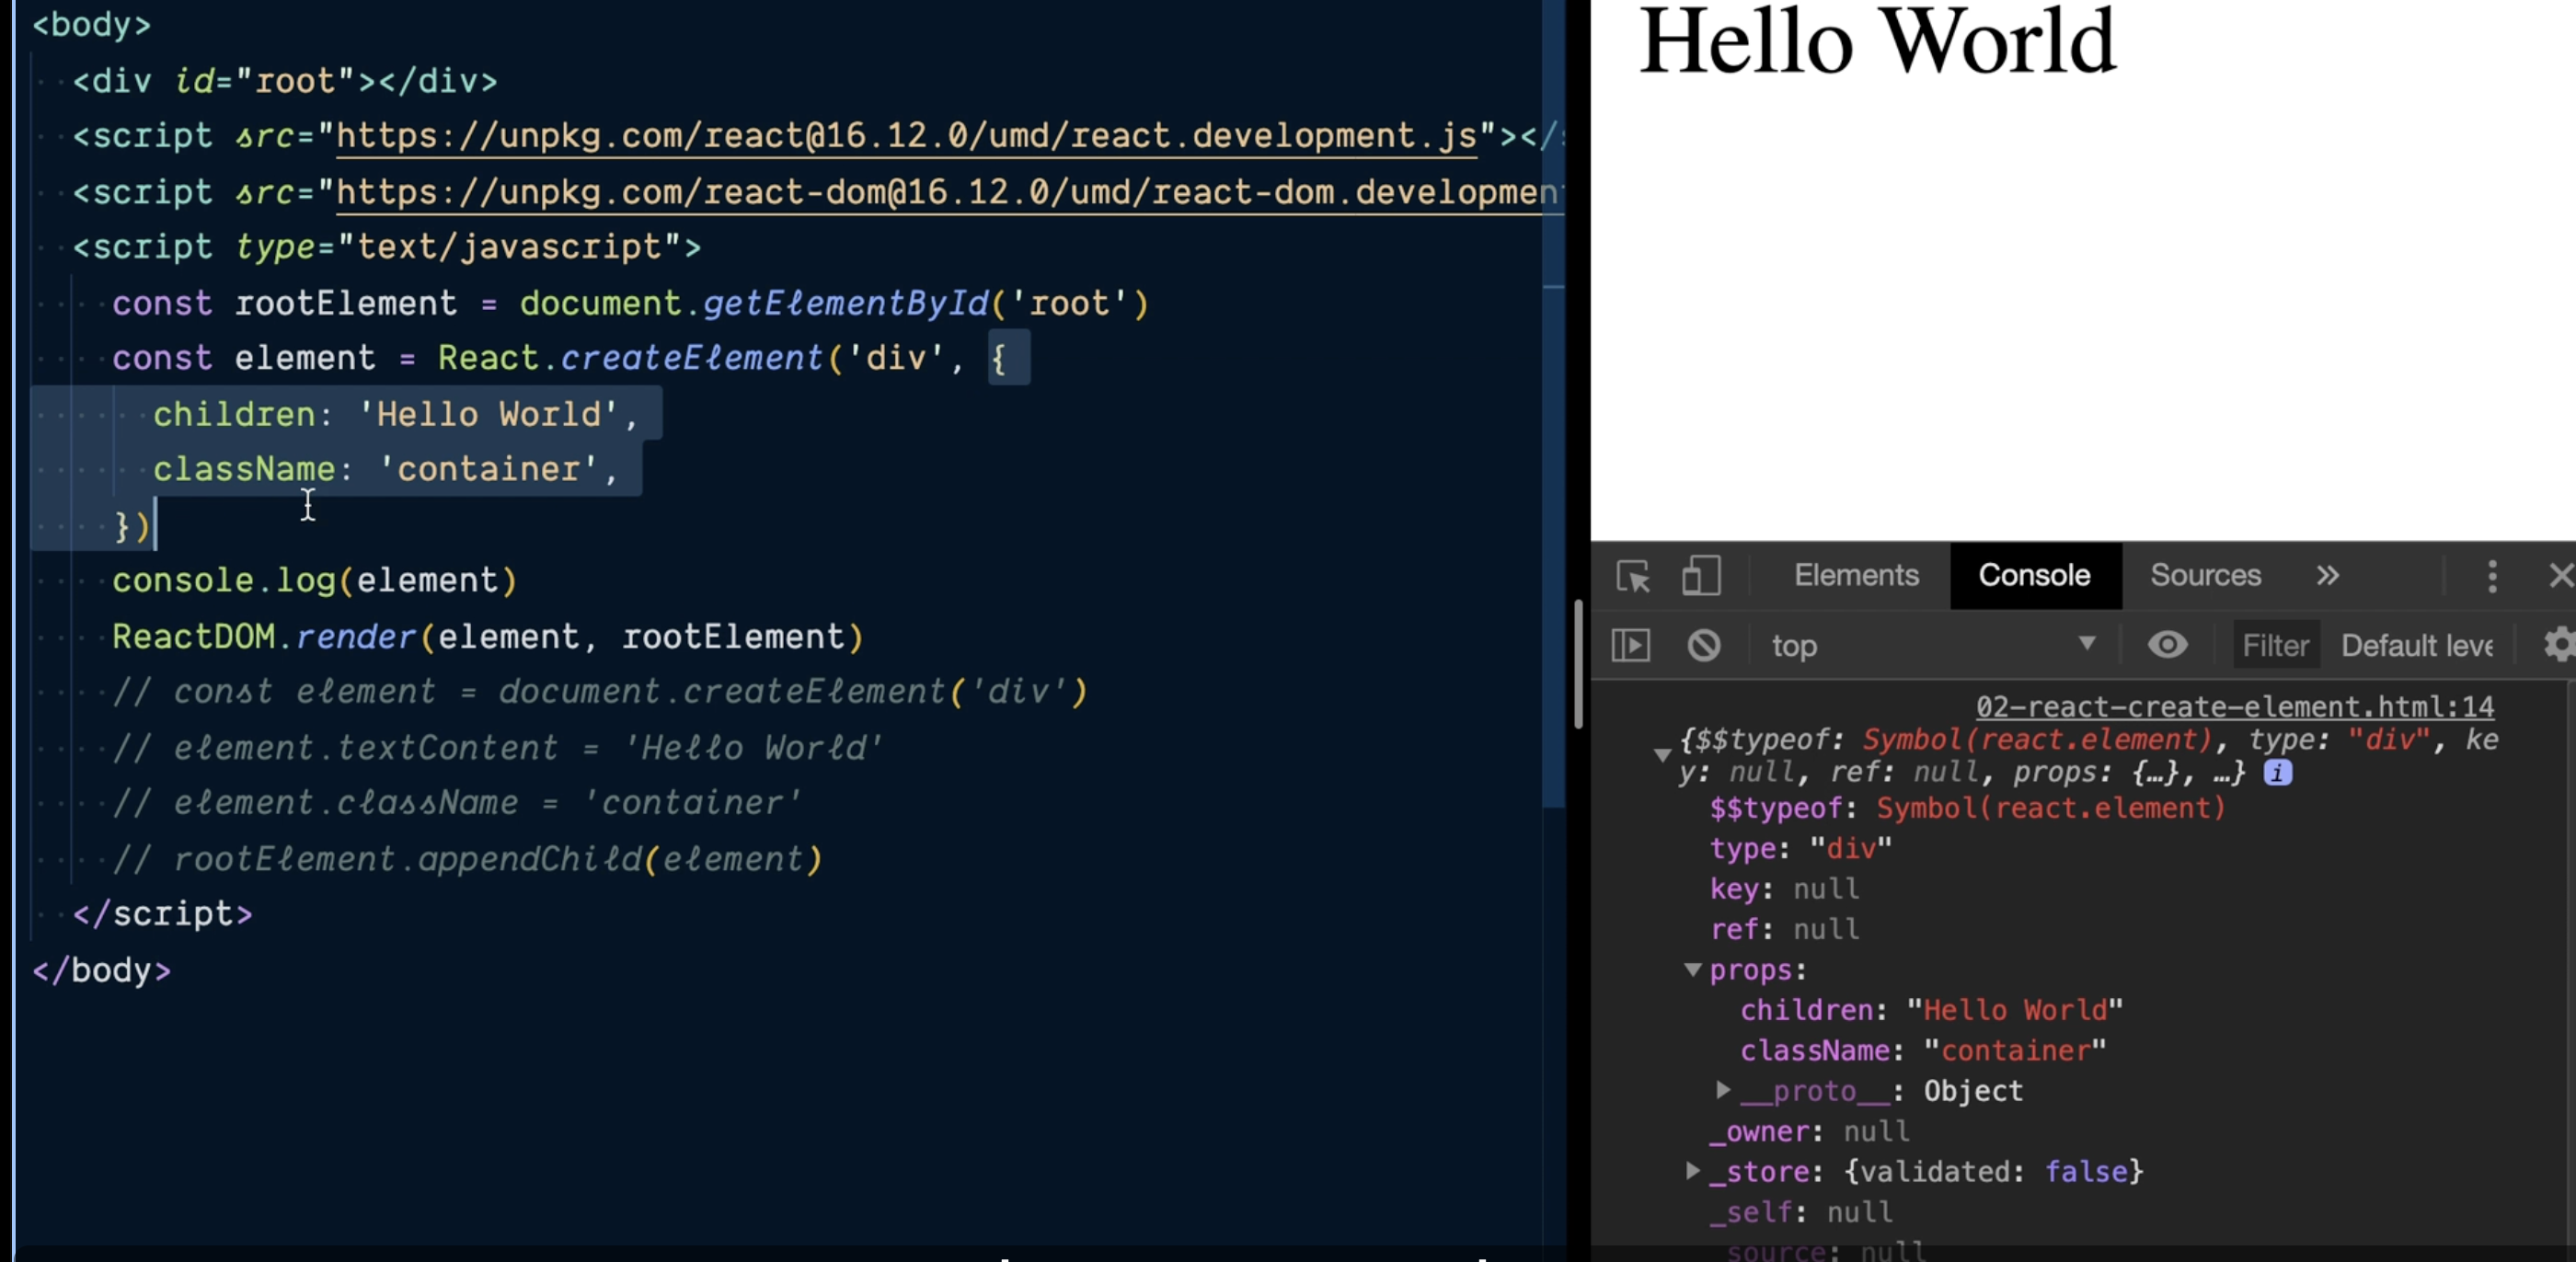 <body>
<div id="root"></div>
<script src="https://unpkg.com/react@16.12.0/umd/react.development.js"></
<script src="https://unpkg.com/react-dom@16.12.0/umd/react-dom.developmen
<script type="text/javascript">
const rootElement = document.getElementById('root')
const element = React.createElement('div', {
children: 'Hello World',
className: 'container',
})
console.log(element)
ReactDOM.render(element, rootElement)
// const element = document.createElement('div')
// element.textContent = 'Hello World'
// element.className = 'container'
// rootElement.appendChild(element)
</script>
</body>
Hello World
Elements Console Sources »
top Filter Default leve
02-react-create-element.html:14
{$$typeof: Symbol(react.element), type: "div", ke
y: null, ref: null, props: {…}, …} i
$$typeof: Symbol(react.element)
type: "div"
key: null
ref: null
props:
children: "Hello World"
className: "container"
__proto__: Object
_owner: null
_store: {validated: false}
_self: null
_source: null